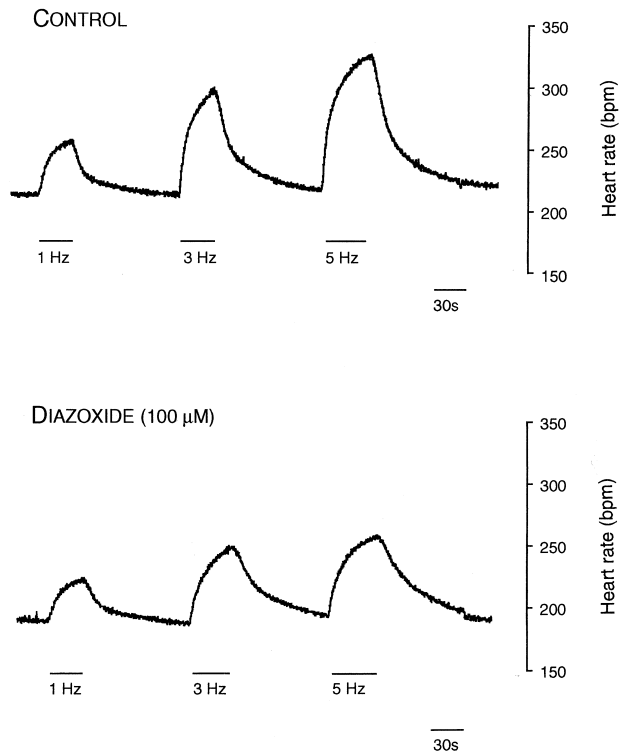 CONTROL
350
300
250
200
150
Heart rate (bpm)
1 Hz
3 Hz
5 Hz
30s
DIAZOXIDE (100 μM)
350
300
250
200
150
Heart rate (bpm)
1 Hz
3 Hz
5 Hz
30s